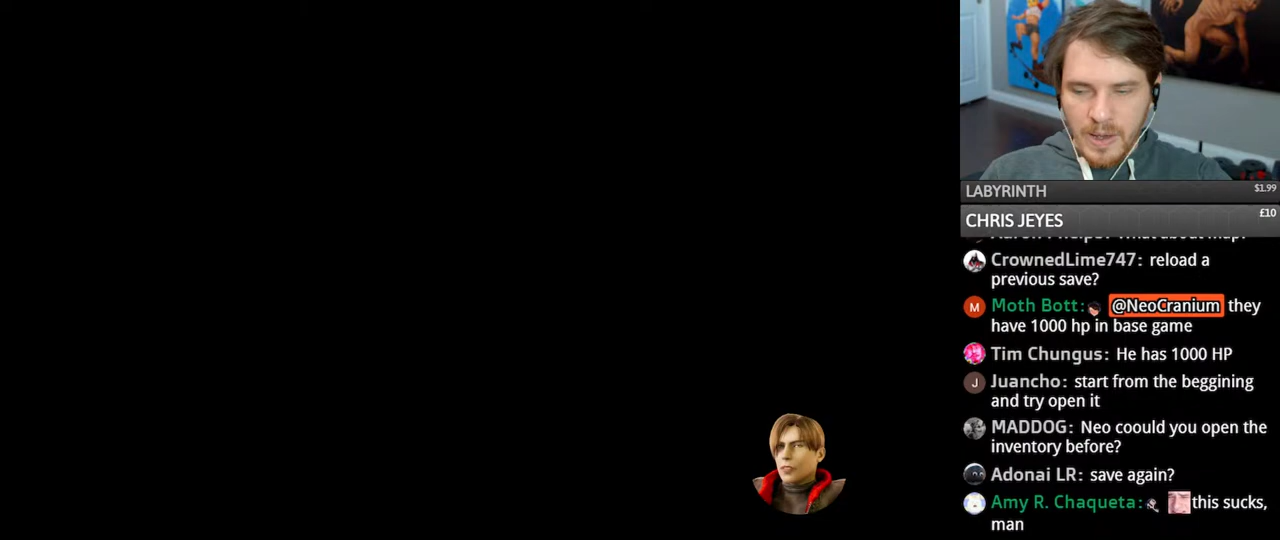 LABYRINTH
$1.99
CHRIS JEYES
£10
CrownedLime747: reload a
previous save?
Moth Bott: @NeoCranium they
have 1000 hp in base game
Tim Chungus: He has 1000 HP
Juancho: start from the beggining
and try open it
MADDOG: Neo coould you open the
inventory before?
Adonai LR: save again?
Amy R. Chaqueta: this sucks,
man